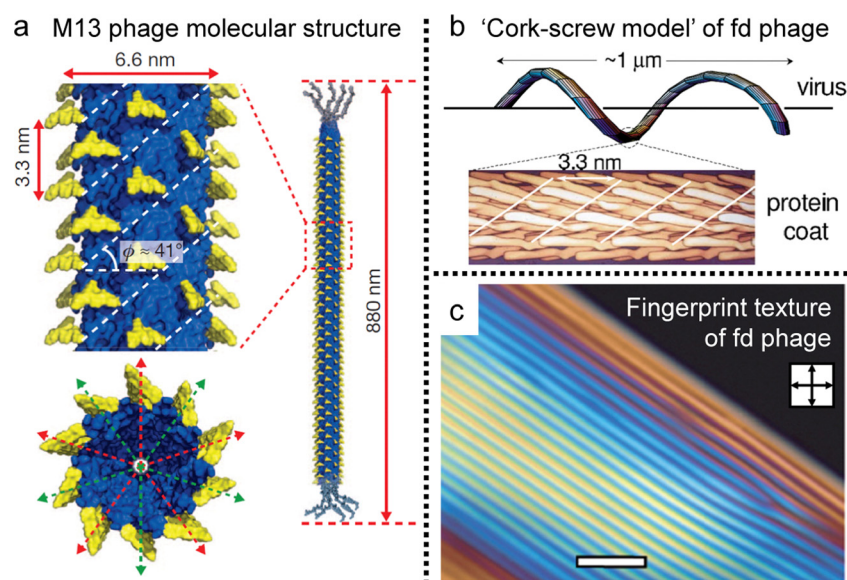 a M13 phage molecular structure
6.6 nm
3.3 nm
ϕ ≈ 41°
880 nm
b ‘Cork-screw model’ of fd phage
~1 μm
virus
3.3 nm
protein
coat
c
Fingerprint texture
of fd phage